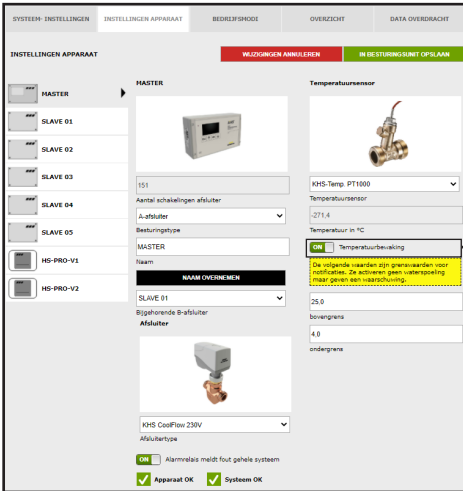 SYSTEEM- INSTELLINGEN
INSTELLINGEN APPARAAT
BEDRIJFSMODI
OVERZICHT
DATA OVERDRACHT
INSTELLINGEN APPARAAT
WIJZIGINGEN ANNULEREN
IN BESTURINGSUNIT OPSLAAN
MASTER
SLAVE 01
SLAVE 02
SLAVE 03
SLAVE 04
SLAVE 05
HS-PRO-V1
HS-PRO-V2
MASTER
151
Aantal schakelingen afsluiter
A-afsluiter
Besturingstype
MASTER
Naam
NAAM OVERNEMEN
SLAVE 01
Bijgehorende B-afsluiter
Afsluiter
KHS CoolFlow 230V
Afsluitertype
ON Alarmrelais meldt fout gehele systeem
Apparaat OK
Systeem OK
Temperatuursensor
KHS-Temp. PT1000
Temperatuursensor
-271,4
Temperatuur in °C
ON Temperatuurbewaking
De volgende waarden zijn grenswaarden voor
notificaties. Ze activeren geen waterspoeling
maar geven een waarschuwing.
25,0
bovengrens
4,0
ondergrens